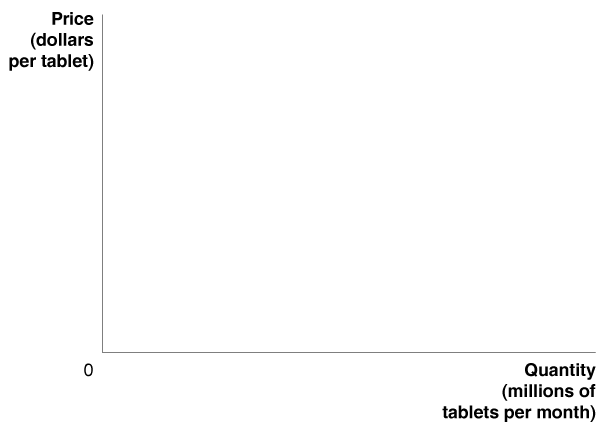 Price
(dollars
per tablet)
0
Quantity
(millions of
tablets per month)